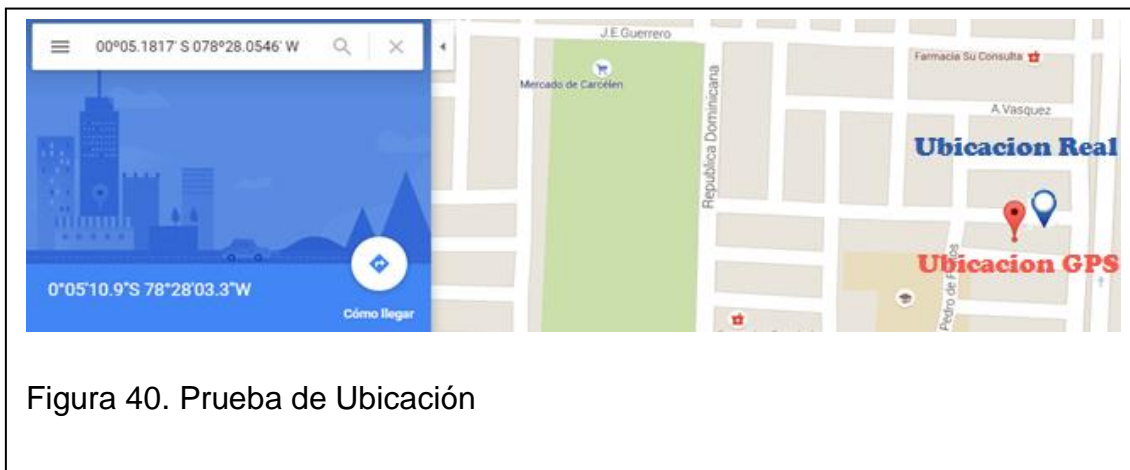 00º05.1817' S 078º28.0546' W
0°05'10.9"S 78°28'03.3"W
Cómo llegar
J.E.Guerrero
Mercado de Carcélen
República Dominicana
Farmacia Su Consulta
A.Vasquez
Ubicacion Real
Ubicacion GPS
Pedro de
Figura 40. Prueba de Ubicación